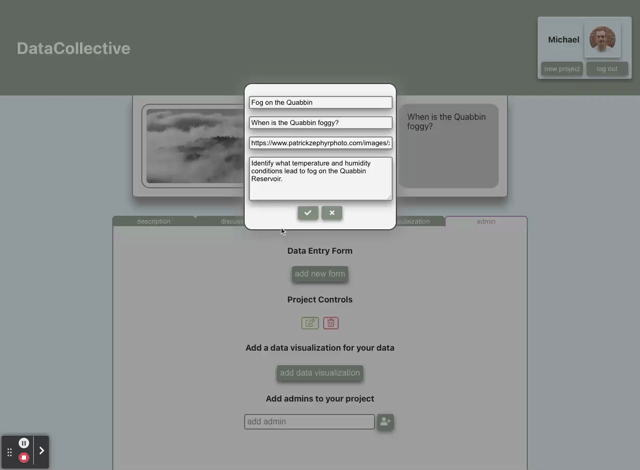 DataCollective
Michael
new project
log out
Fog on the Quabbin
When is the Quabbin foggy?
https://www.patrickzephyrphoto.com/images/
Identify what temperature and humidity
conditions lead to fog on the Quabbin
Reservoir.
When is the Quabbin
foggy?
description
admin
Data Entry Form
add new form
Project Controls
Add a data visualization for your data
add data visualization
Add admins to your project
add admin